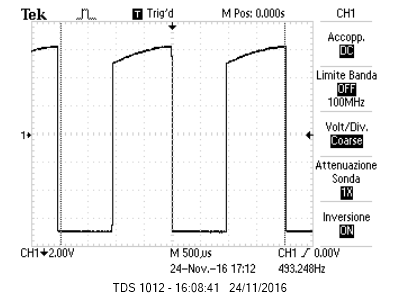 Tek T Trig'd M Pos: 0.000s CH1
Accopp.
DC
Limite Banda
OFF
100MHz
1
Volt/Div.
Coarse
Attenuazione
Sonda
1X
Inversione
ON
CH1 2.00V M 500µs CH1 0.00V
24-Nov.-16 17:12 493.248Hz
TDS 1012 - 16:08:41 24/11/2016